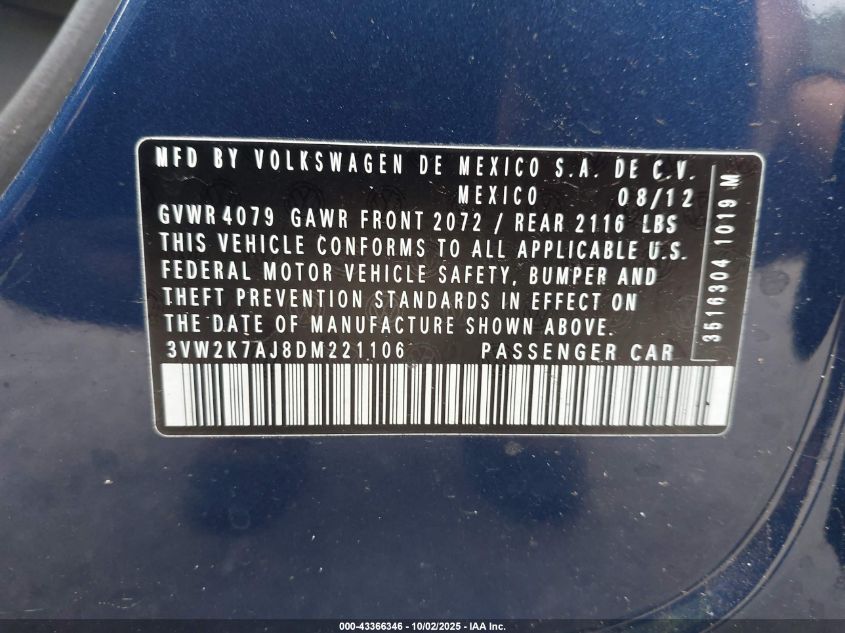 MFD BY VOLKSWAGEN DE MEXICO S.A. DE C.V.
MEXICO 08/12
GVWR 4079 GAWR FRONT 2072 / REAR 2116 LBS
THIS VEHICLE CONFORMS TO ALL APPLICABLE U.S.
FEDERAL MOTOR VEHICLE SAFETY, BUMPER AND
THEFT PREVENTION STANDARDS IN EFFECT ON
THE DATE OF MANUFACTURE SHOWN ABOVE.
3VW2K7AJ8DM221106 PASSENGER CAR
3516304 1019 M
000-43366346 - 10/02/2025 - IAA Inc.